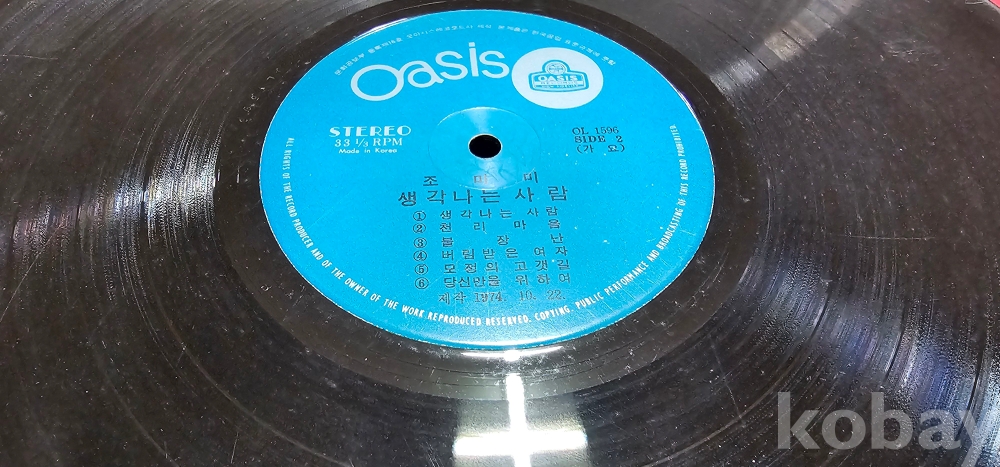 Oasis
OASIS
STEREO
33 1/3 RPM
Made in Korea
OL 1596
SIDE 2
(가 요)
조 미 미
생각나는 사람
① 생각나는 사람
② 천 리 마 을
③ 불 장 난
④ 버림받은 여자
⑤ 모정의 고갯길
⑥ 당신만을 위하여
제작 1974. 10. 22.
ALL RIGHTS OF THE RECORD PRODUCER AND OF THE OWNER OF THE WORK REPRODUCED RESERVED. COPTING PUBLIC PERFORMANCE AND BROADCASTING OF THIS RECORD PROHIBITED.
kobay